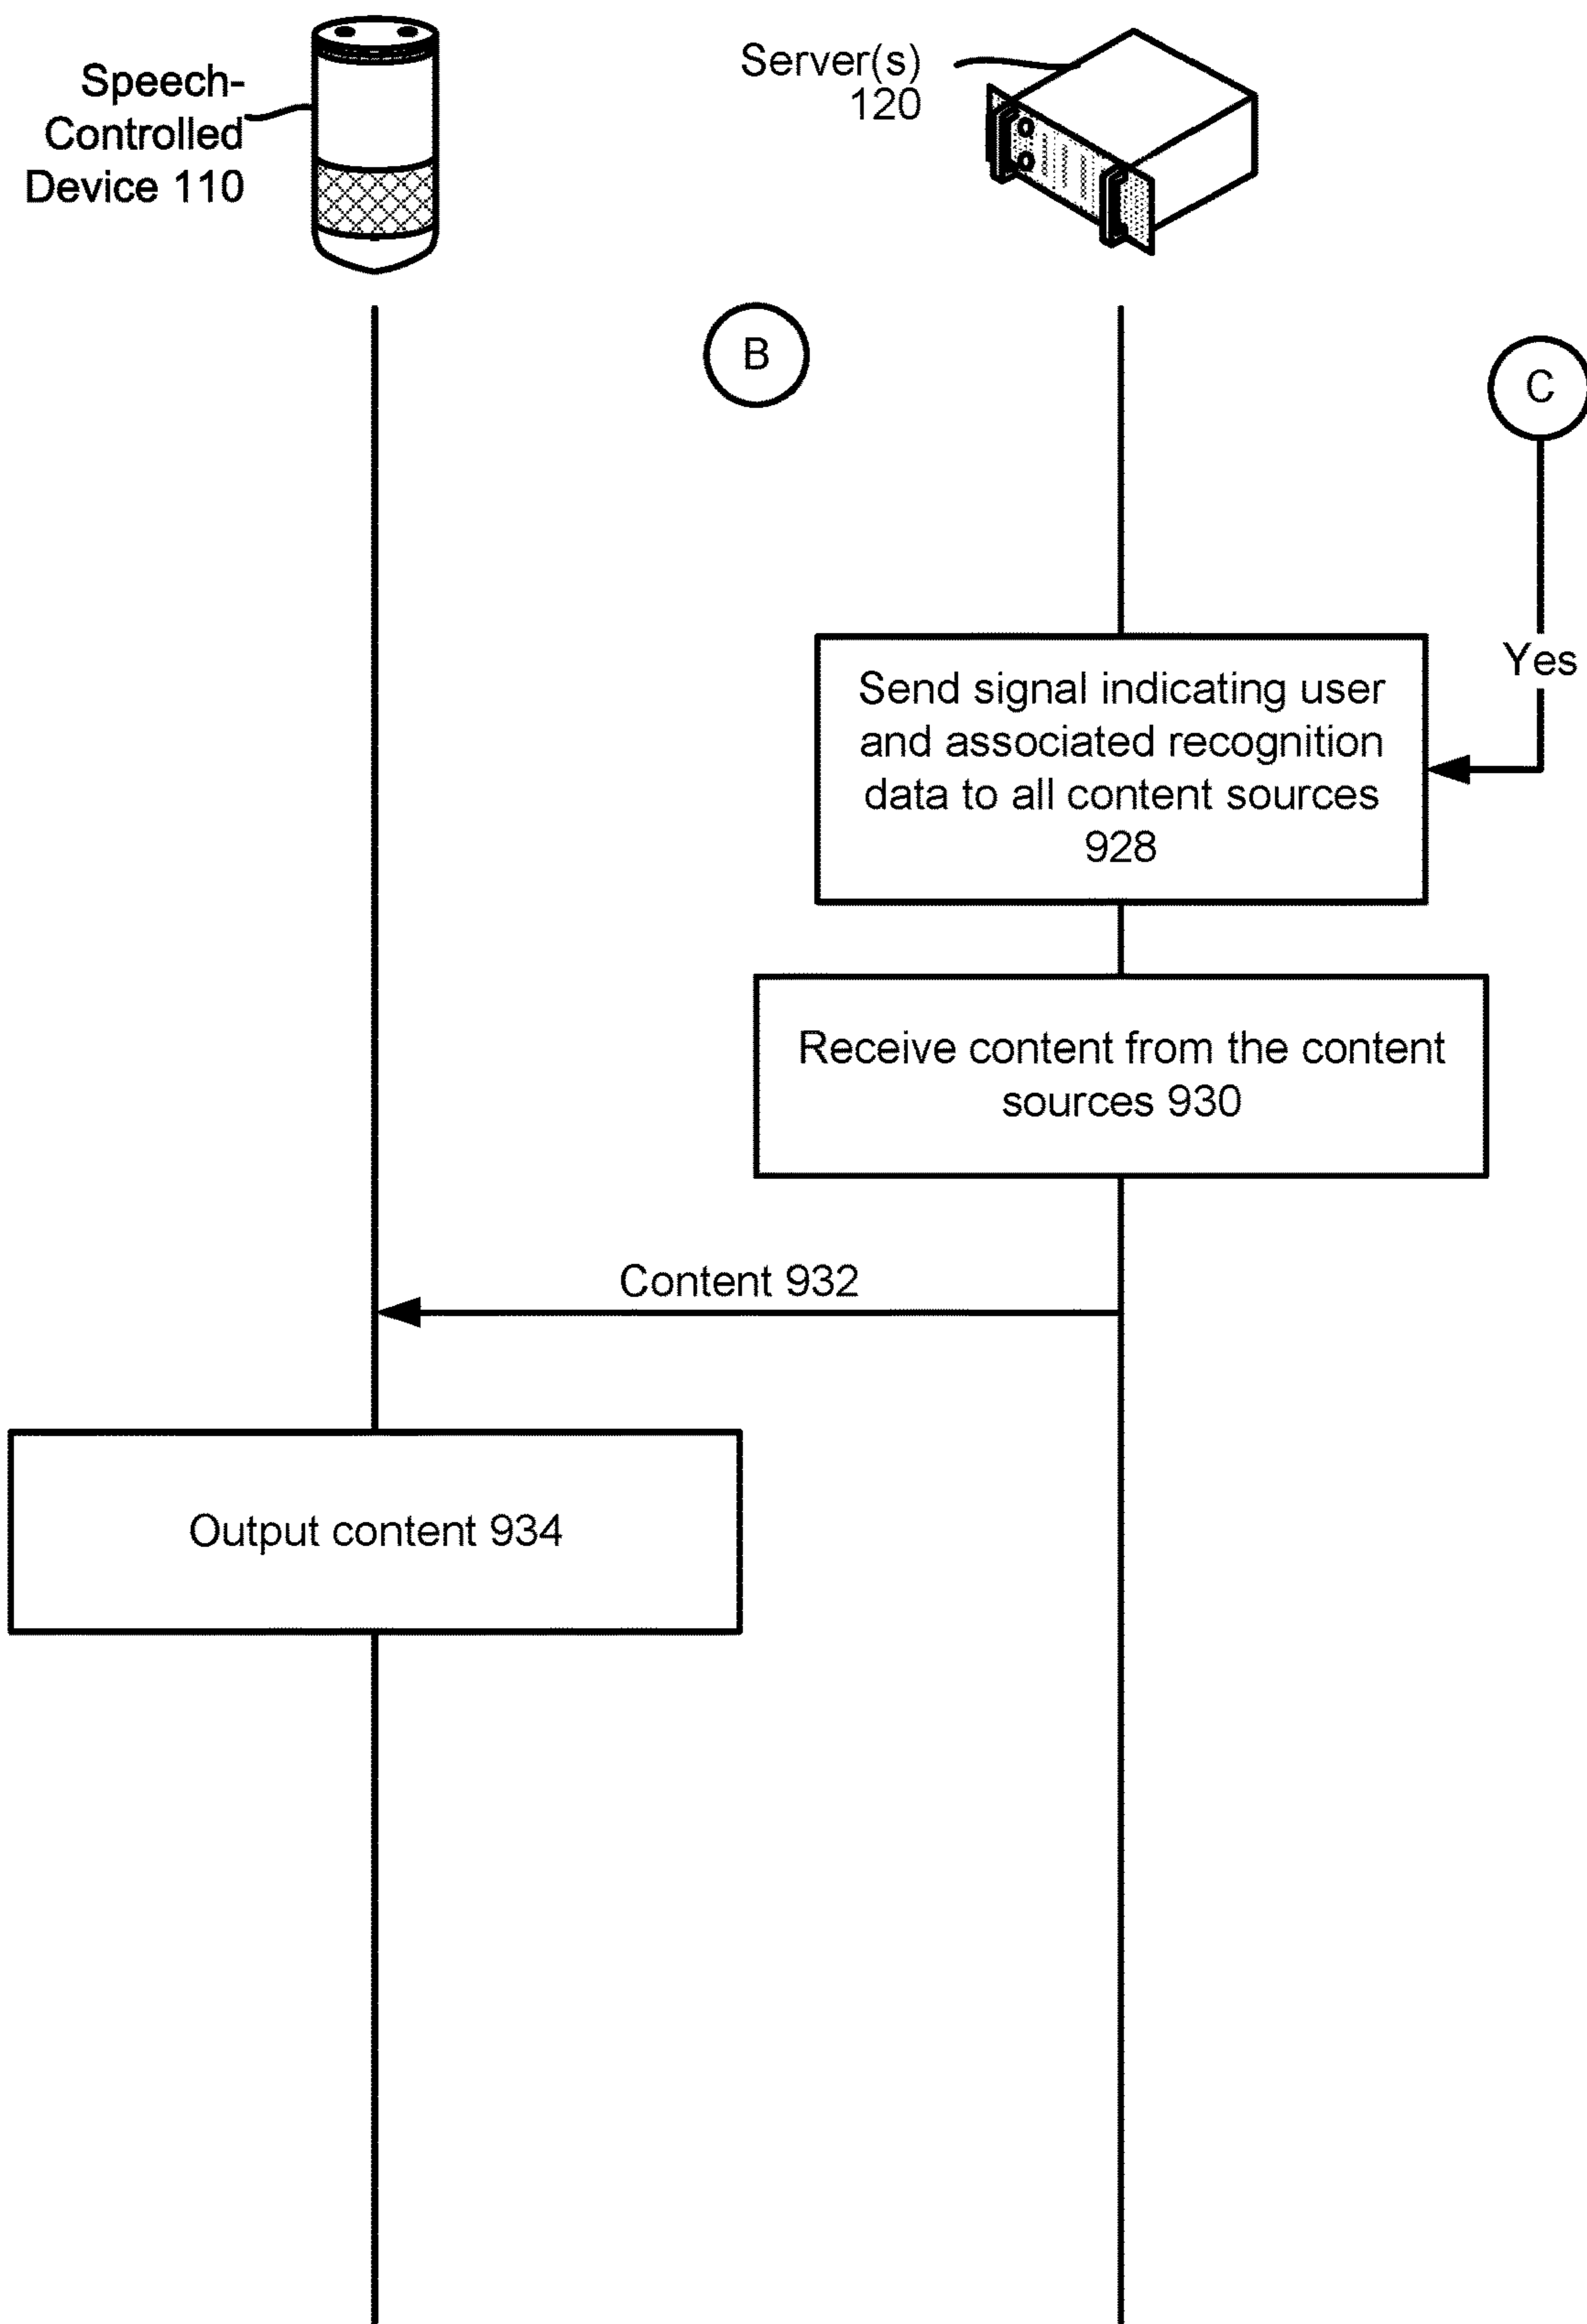 Speech-
Controlled
Device 110
Server(s)
120
B
C
Yes
Send signal indicating user
and associated recognition
data to all content sources
928
Receive content from the content
sources 930
Content 932
Output content 934